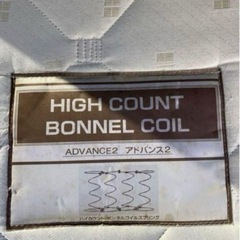 HIGH COUNT
BONNEL COIL
ADVANCE2 アドバンス2